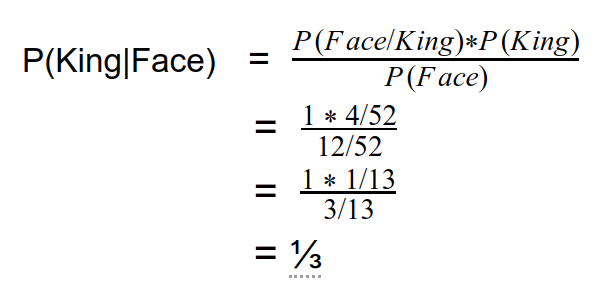 P(King|Face) = P(Face/King)*P(King) / P(Face)
= 1 * 4/52 / 12/52
= 1 * 1/13 / 3/13
= ⅓